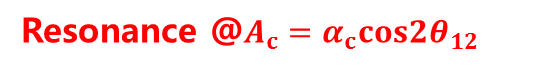 Resonance @A_c = α_c cos2θ_12